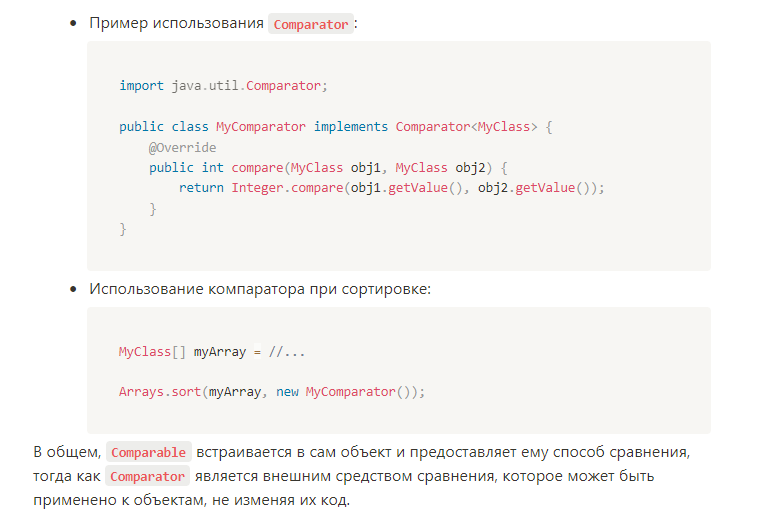 • Пример использования Comparator:
import java.util.Comparator;
public class MyComparator implements Comparator<MyClass> {
    @Override
    public int compare(MyClass obj1, MyClass obj2) {
        return Integer.compare(obj1.getValue(), obj2.getValue());
    }
}
• Использование компаратора при сортировке:
MyClass[] myArray = //...
Arrays.sort(myArray, new MyComparator());
В общем, Comparable встраивается в сам объект и предоставляет ему способ сравнения,
тогда как Comparator является внешним средством сравнения, которое может быть
применено к объектам, не изменяя их код.